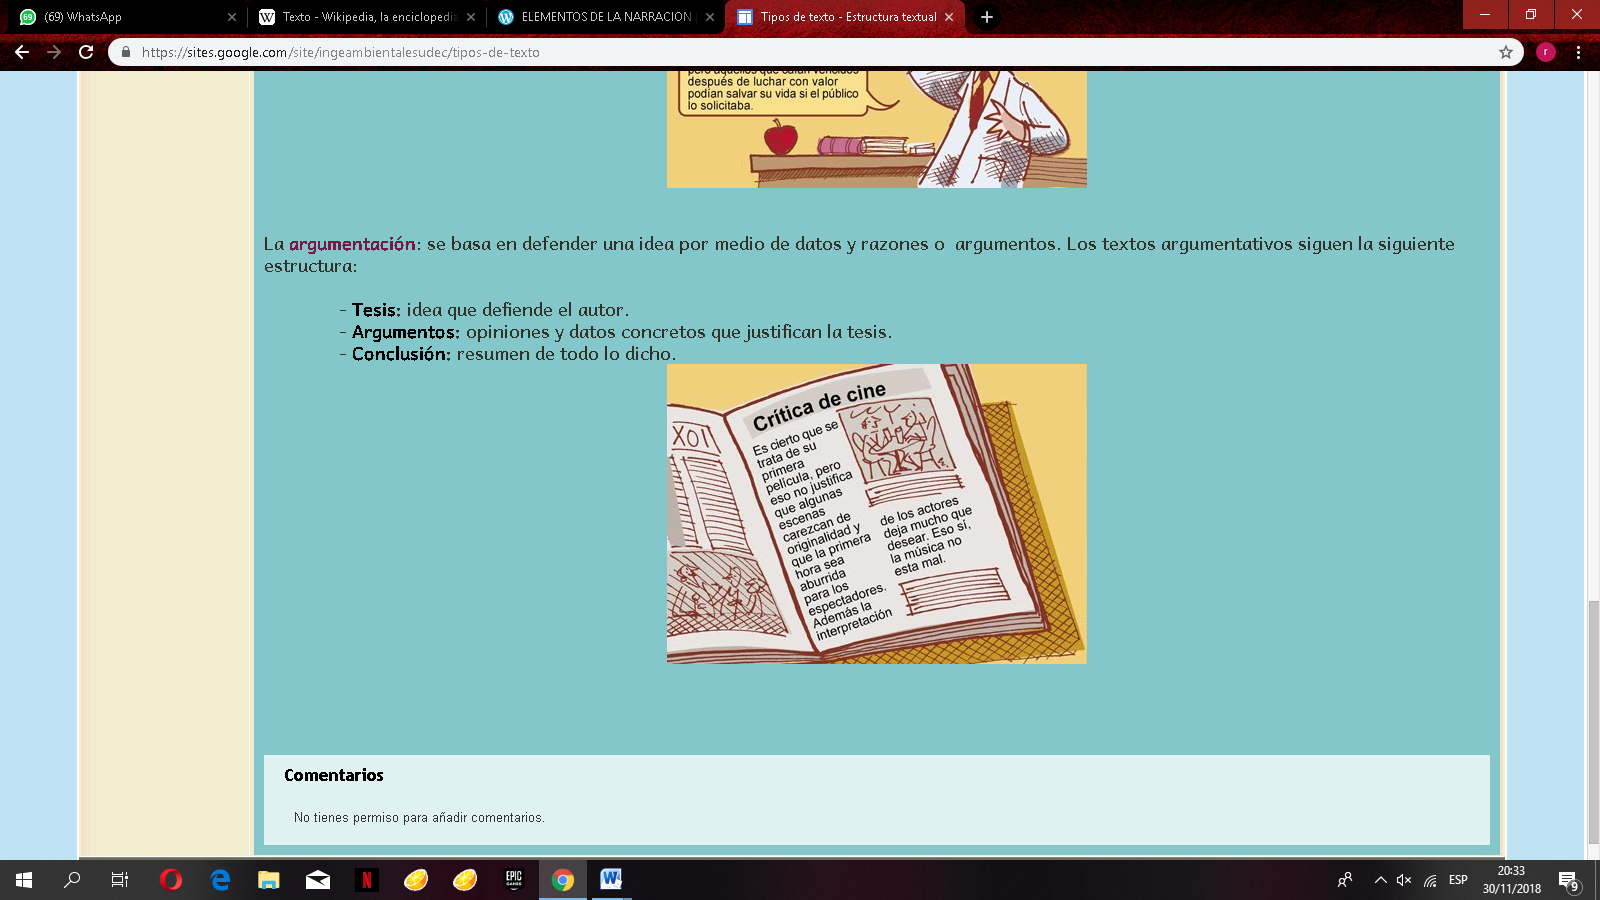 (69) WhatsApp
Texto - Wikipedia, la enciclopedia
ELEMENTOS DE LA NARRACION
Tipos de texto - Estructura textual
https://sites.google.com/site/ingeambientalesudec/tipos-de-texto
r
después de luchar con valor
podían salvar su vida si el público
lo solicitaba.
La argumentación: se basa en defender una idea por medio de datos y razones o  argumentos. Los textos argumentativos siguen la siguiente
estructura:
- Tesis: idea que defiende el autor.
- Argumentos: opiniones y datos concretos que justifican la tesis.
- Conclusión: resumen de todo lo dicho.
XOI
Crítica de cine
Es cierto que se
trata de su
primera
película, pero
eso no justifica
que algunas
escenas
carezcan de
originalidad y
que la primera
hora sea
aburrida
para los
espectadores.
Además la
interpretación
de los actores
deja mucho que
desear. Eso sí,
la música no
esta mal.
Comentarios
No tienes permiso para añadir comentarios.
EPIC
GAMES
ESP
20:33
30/11/2018
9